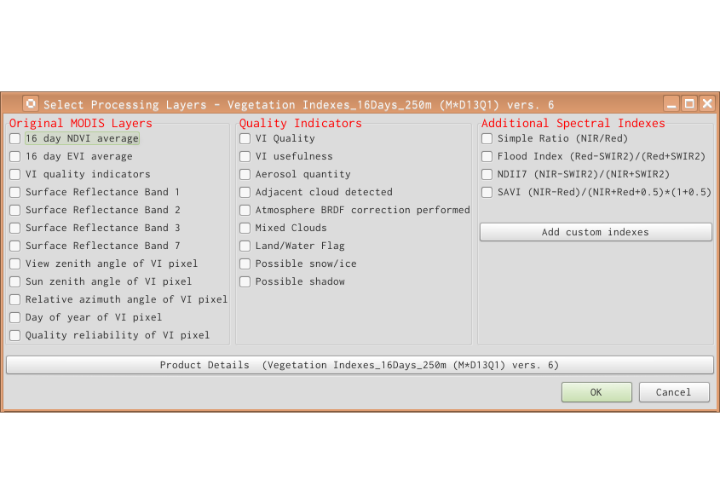 Select Processing Layers - Vegetation Indexes_16Days_250m (M*D13Q1) vers. 6
Original MODIS Layers
16 day NDVI average
16 day EVI average
VI quality indicators
Surface Reflectance Band 1
Surface Reflectance Band 2
Surface Reflectance Band 3
Surface Reflectance Band 7
View zenith angle of VI pixel
Sun zenith angle of VI pixel
Relative azimuth angle of VI pixel
Day of year of VI pixel
Quality reliability of VI pixel
Quality Indicators
VI Quality
VI usefulness
Aerosol quantity
Adjacent cloud detected
Atmosphere BRDF correction performed
Mixed Clouds
Land/Water Flag
Possible snow/ice
Possible shadow
Additional Spectral Indexes
Simple Ratio (NIR/Red)
Flood Index (Red-SWIR2)/(Red+SWIR2)
NDII7 (NIR-SWIR2)/(NIR+SWIR2)
SAVI (NIR-Red)/(NIR+Red+0.5)*(1+0.5)
Add custom indexes
Product Details (Vegetation Indexes_16Days_250m (M*D13Q1) vers. 6)
OK
Cancel